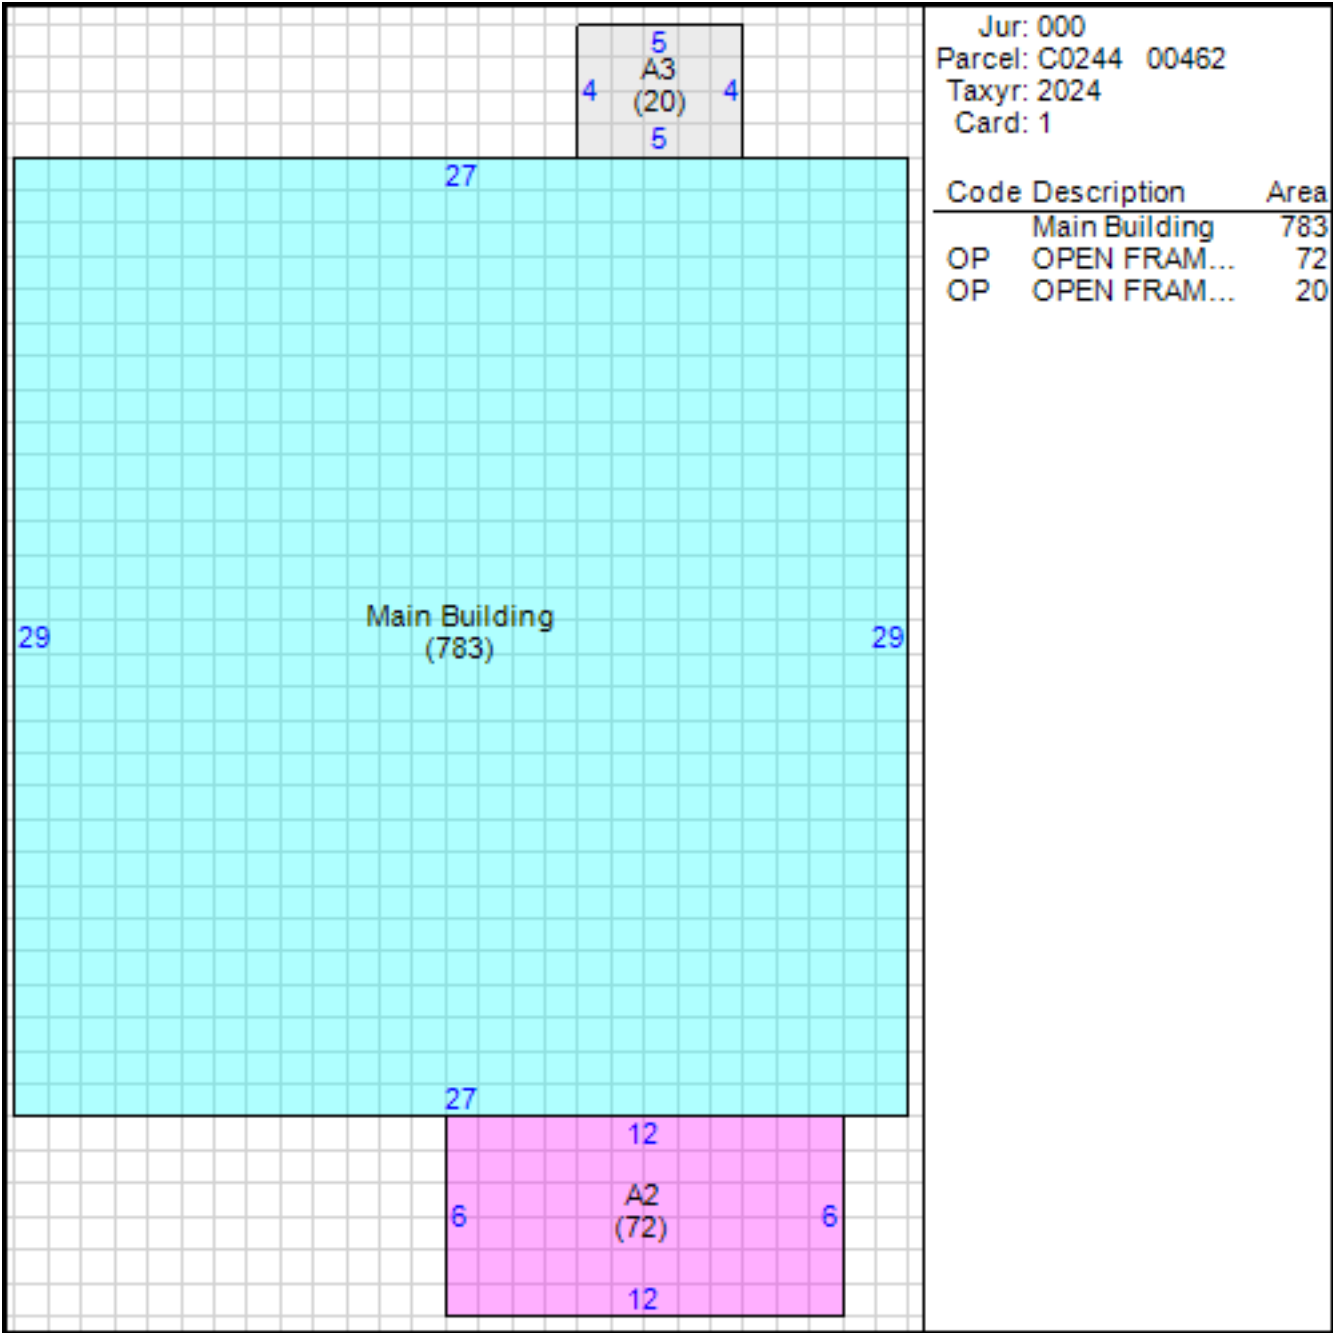 5
A3
4
4
(20)
5
27
Main Building
29
29
(783)
27
12
A2
6
6
(72)
12
Jur: 000
Parcel: C0244 00462
Taxyr: 2024
Card: 1
Code Description Area
Main Building 783
OP OPEN FRAM... 72
OP OPEN FRAM... 20